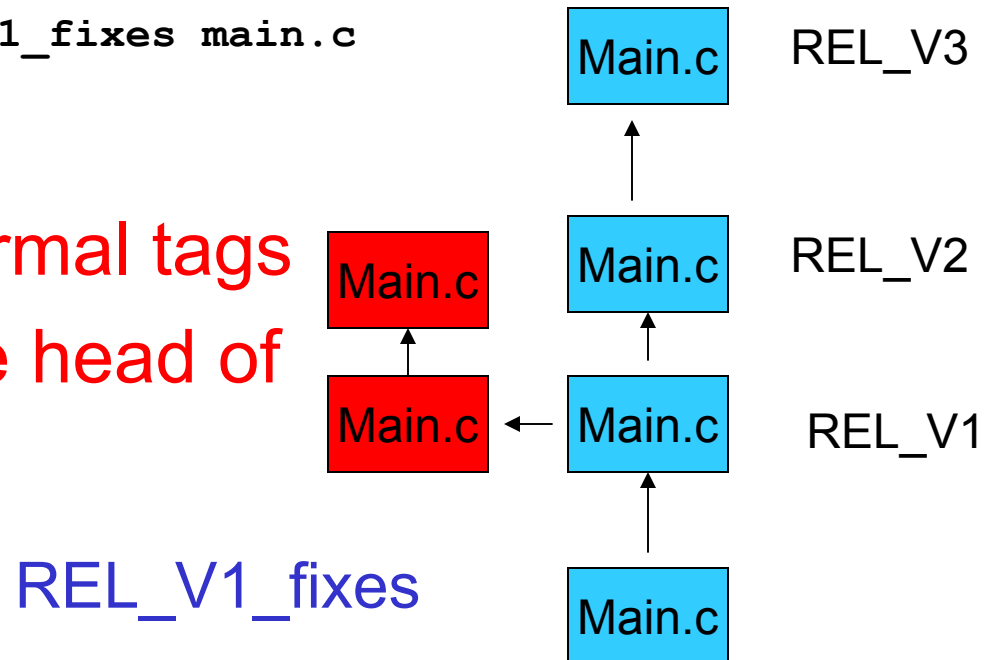 1_fixes main.c
Main.c REL_V3
rmal tags
Main.c Main.c REL_V2
e head of
Main.c Main.c REL_V1
REL_V1_fixes
Main.c